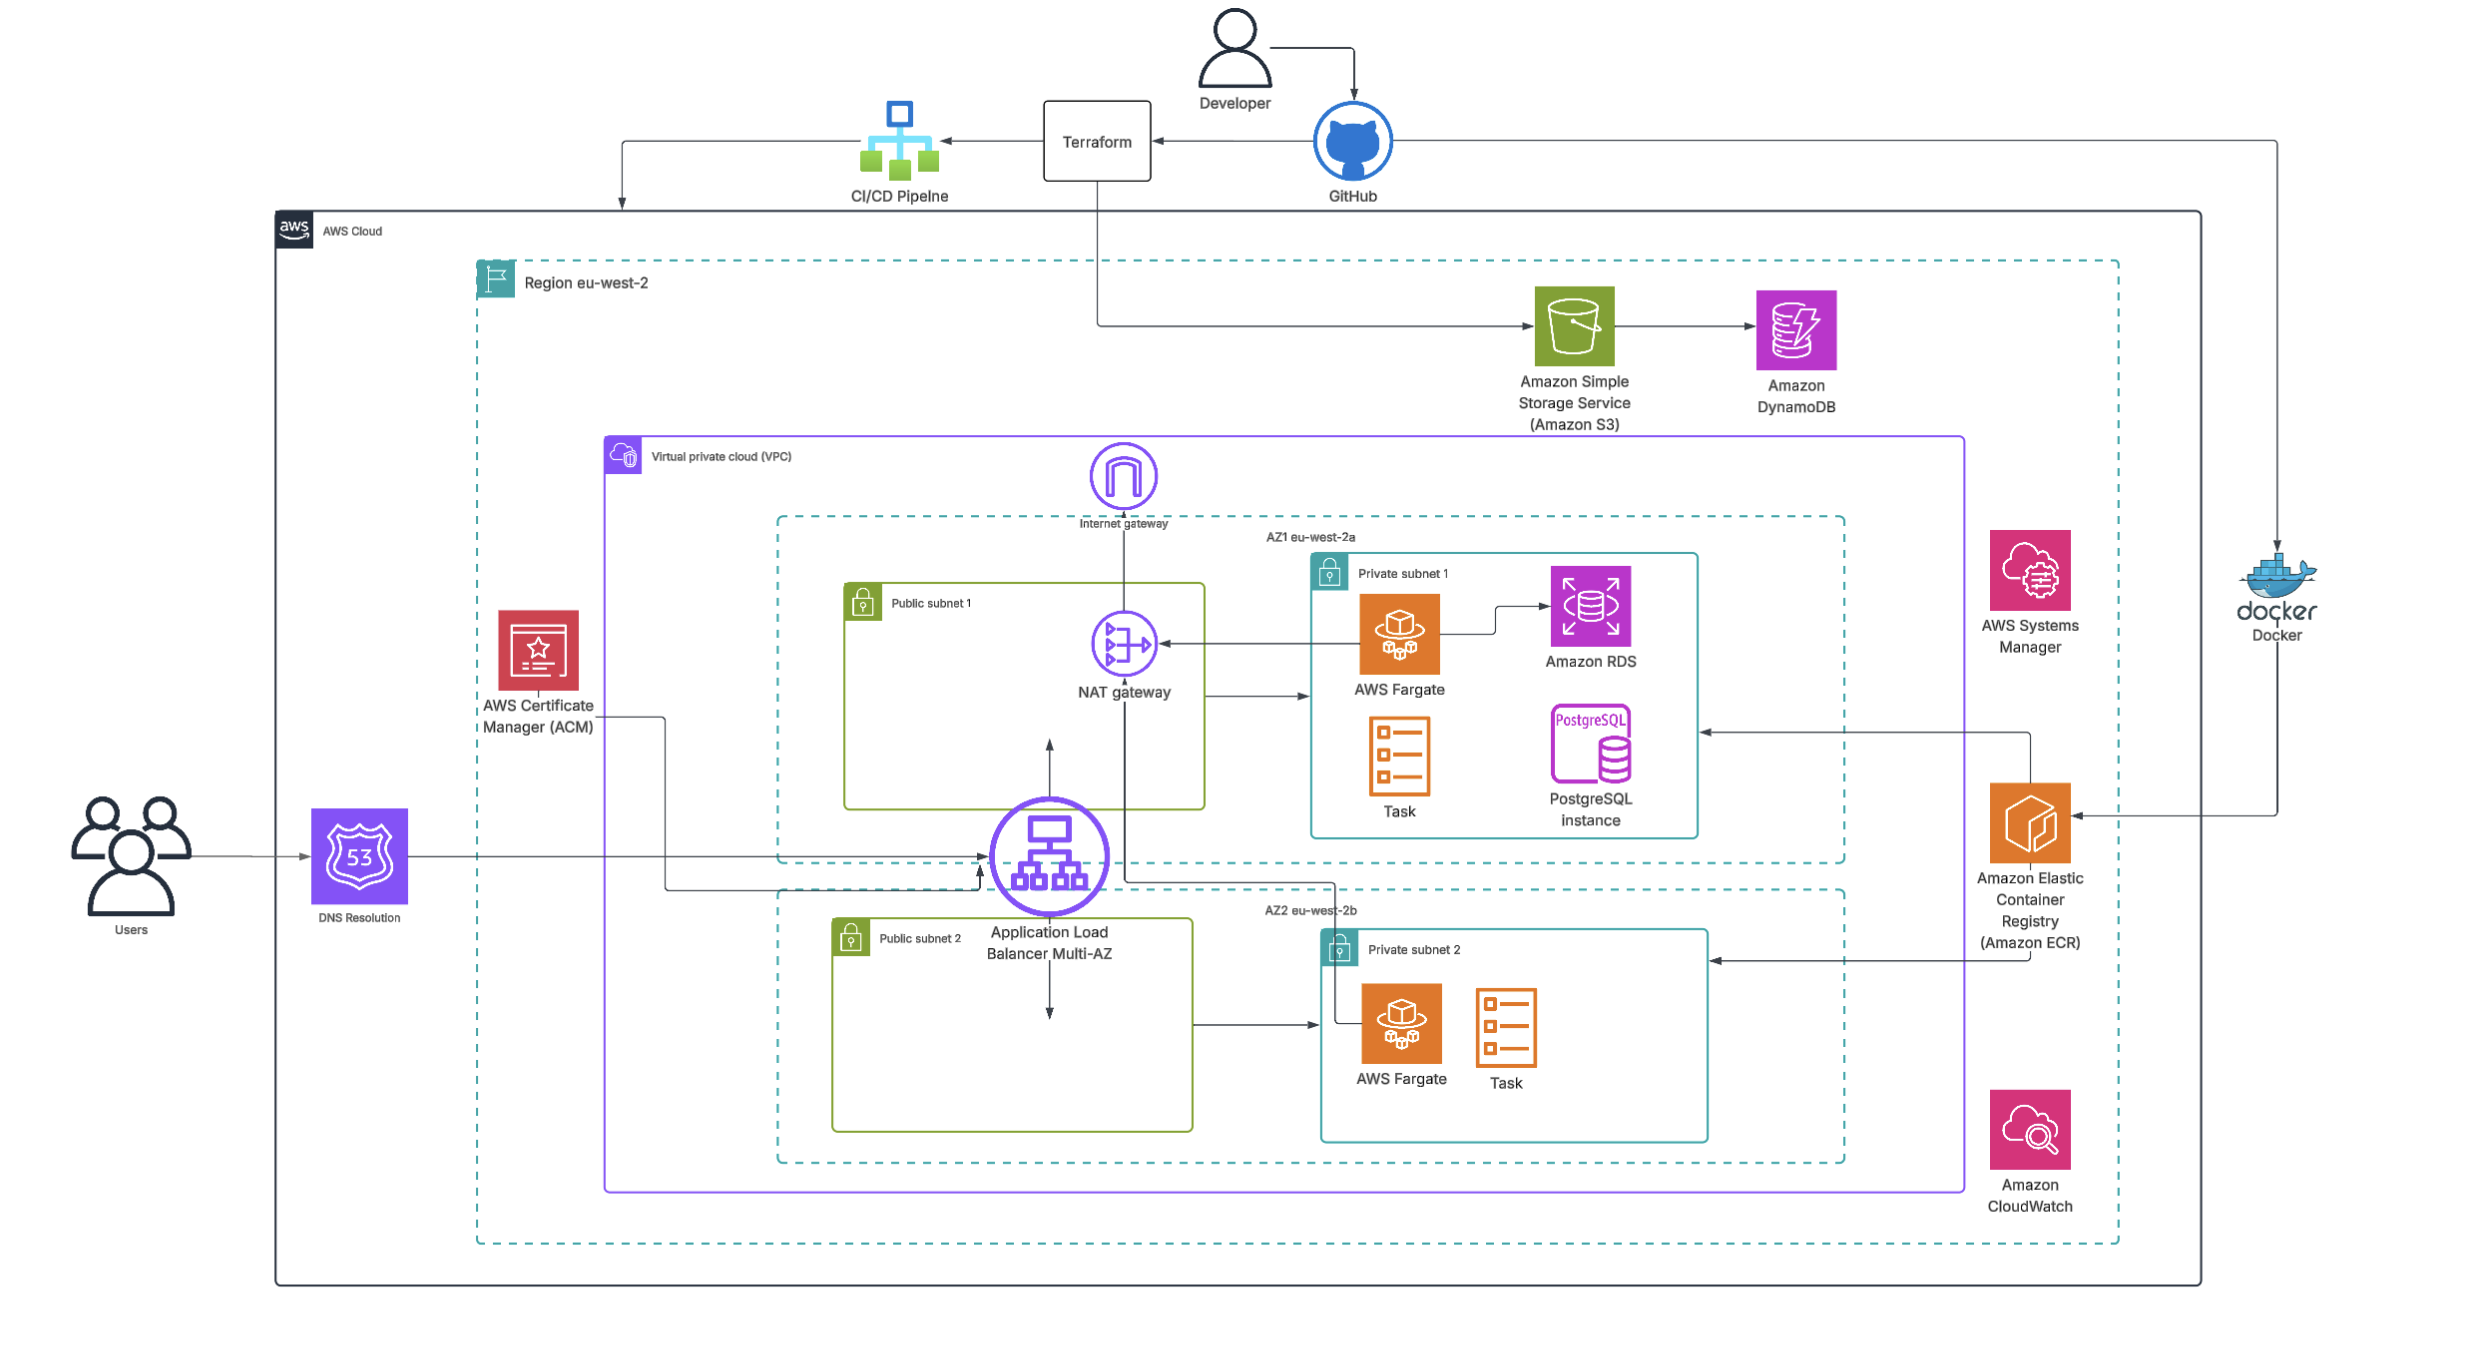 Developer
Terraform
CI/CD Pipelne
GitHub
aws
AWS Cloud
Region eu-west-2
Amazon Simple
Storage Service
(Amazon S3)
Amazon
DynamoDB
Virtual private cloud (VPC)
Internet gateway
AZ1 eu-west-2a
Public subnet 1
NAT gateway
Private subnet 1
AWS Fargate
Amazon RDS
Task
PostgreSQL
PostgreSQL
instance
AWS Systems
Manager
docker
Docker
AWS Certificate
Manager (ACM)
Users
53
DNS Resolution
Amazon Elastic
Container
Registry
(Amazon ECR)
AZ2 eu-west-2b
Public subnet 2
Application Load
Balancer Multi-AZ
Private subnet 2
AWS Fargate
Task
Amazon
CloudWatch